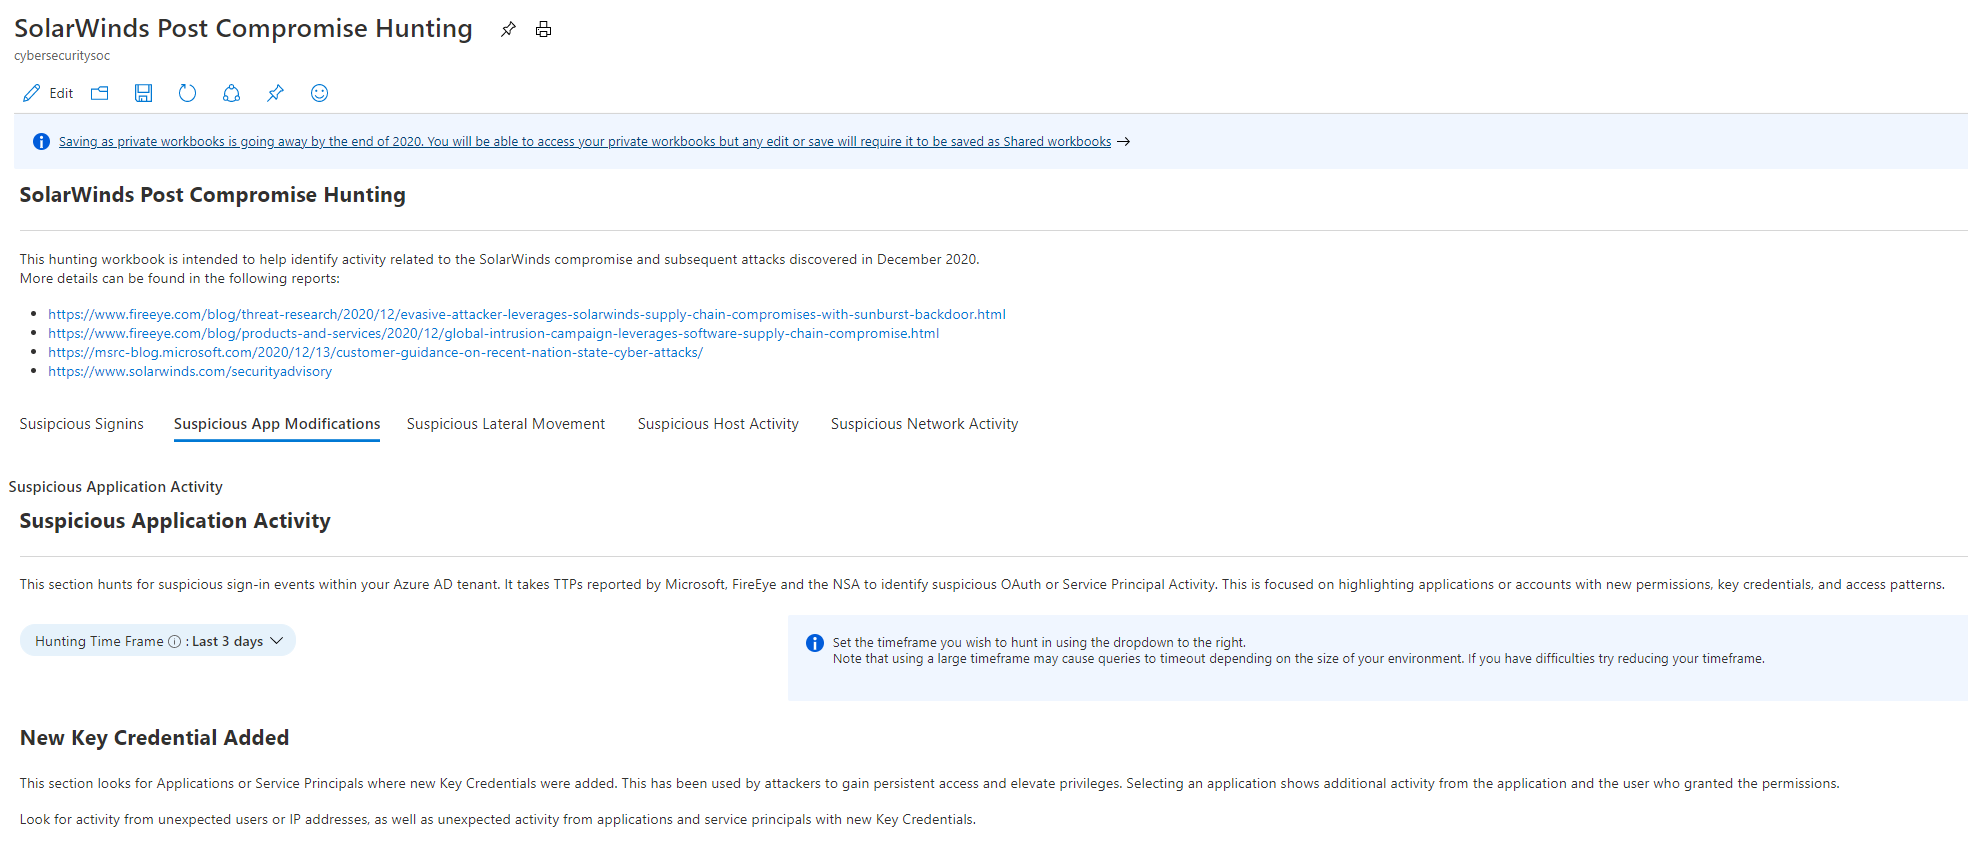 SolarWinds Post Compromise Hunting
cybersecuritysoc
Edit
Saving as private workbooks is going away by the end of 2020. You will be able to access your private workbooks but any edit or save will require it to be saved as Shared workbooks →
SolarWinds Post Compromise Hunting
This hunting workbook is intended to help identify activity related to the SolarWinds compromise and subsequent attacks discovered in December 2020.
More details can be found in the following reports:
• https://www.fireeye.com/blog/threat-research/2020/12/evasive-attacker-leverages-solarwinds-supply-chain-compromises-with-sunburst-backdoor.html
• https://www.fireeye.com/blog/products-and-services/2020/12/global-intrusion-campaign-leverages-software-supply-chain-compromise.html
• https://msrc-blog.microsoft.com/2020/12/13/customer-guidance-on-recent-nation-state-cyber-attacks/
• https://www.solarwinds.com/securityadvisory
Susipcious Signins Suspicious App Modifications Suspicious Lateral Movement Suspicious Host Activity Suspicious Network Activity
Suspicious Application Activity
Suspicious Application Activity
This section hunts for suspicious sign-in events within your Azure AD tenant. It takes TTPs reported by Microsoft, FireEye and the NSA to identify suspicious OAuth or Service Principal Activity. This is focused on highlighting applications or accounts with new permissions, key credentials, and access patterns.
Hunting Time Frame : Last 3 days
Set the timeframe you wish to hunt in using the dropdown to the right.
Note that using a large timeframe may cause queries to timeout depending on the size of your environment. If you have difficulties try reducing your timeframe.
New Key Credential Added
This section looks for Applications or Service Principals where new Key Credentials were added. This has been used by attackers to gain persistent access and elevate privileges. Selecting an application shows additional activity from the application and the user who granted the permissions.
Look for activity from unexpected users or IP addresses, as well as unexpected activity from applications and service principals with new Key Credentials.